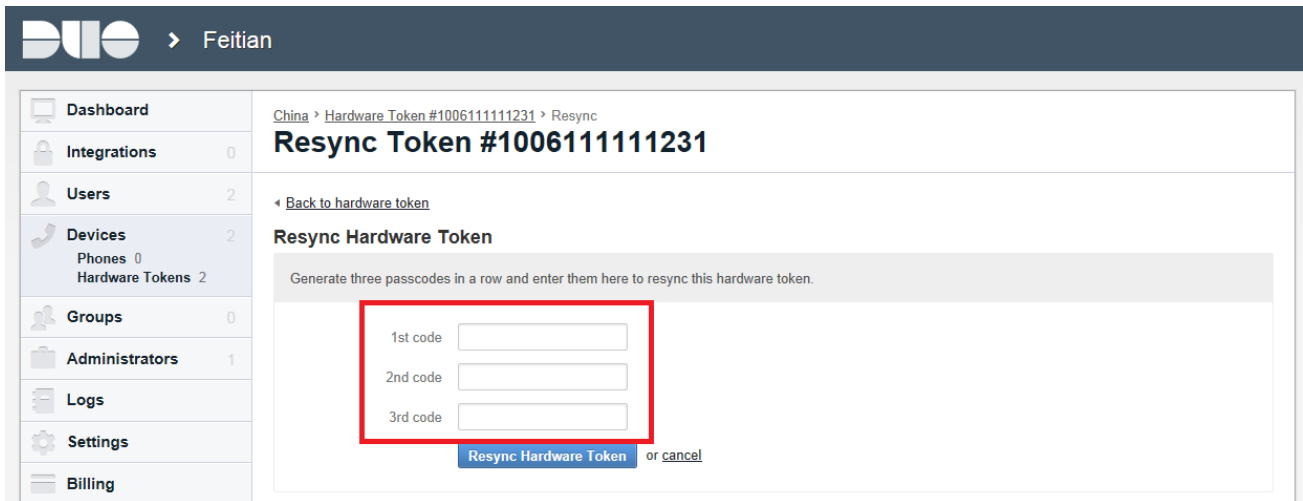 DUO > Feitian
Dashboard
Integrations 0
Users 2
Devices 2
Phones 0
Hardware Tokens 2
Groups 0
Administrators 1
Logs
Settings
Billing
China > Hardware Token #1006111111231 > Resync
Resync Token #1006111111231
Back to hardware token
Resync Hardware Token
Generate three passcodes in a row and enter them here to resync this hardware token.
1st code
2nd code
3rd code
Resync Hardware Token or cancel